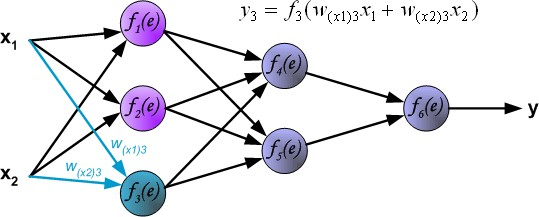 y₃ = f₃(w₍ₓ₁₎₃x₁ + w₍ₓ₂₎₃x₂)
f₁(e)
x₁
f₄(e)
f₂(e)
f₆(e)
y
w₍ₓ₁₎₃
f₅(e)
w₍ₓ₂₎₃
x₂
f₃(e)